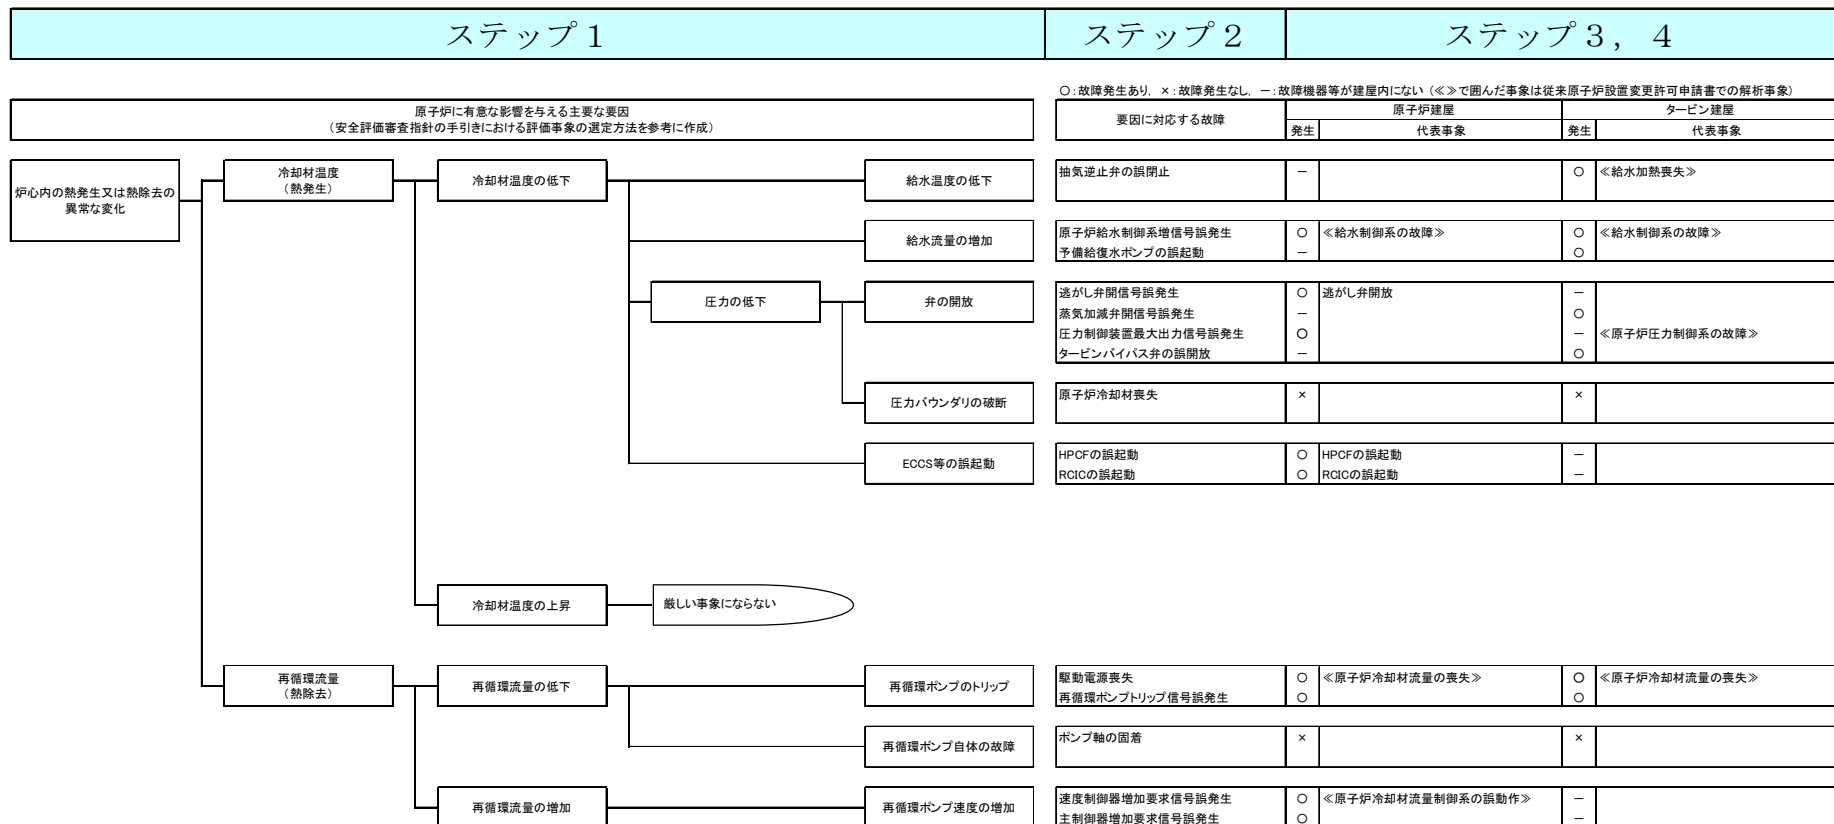 ステップ1
ステップ2
ステップ3, 4
○:故障発生あり, ×:故障発生なし, －:故障機器等が建屋内にない (≪≫で囲んだ事象は従来原子炉設置変更許可申請書での解析事象)
原子炉に有意な影響を与える主要な要因
(安全評価審査指針の手引きにおける評価事象の選定方法を参考に作成)
要因に対応する故障
原子炉建屋
タービン建屋
発生
代表事象
発生
代表事象
炉心内の熱発生又は熱除去の
異常な変化
冷却材温度
(熱発生)
冷却材温度の低下
給水温度の低下
抽気逆止弁の誤閉止 － ○ ≪給水加熱喪失≫
給水流量の増加
原子炉給水制御系増信号誤発生 ○ ≪給水制御系の故障≫ ○ ≪給水制御系の故障≫
予備給復水ポンプの誤起動 － ○
圧力の低下
弁の開放
逃がし弁開信号誤発生 ○ 逃がし弁開放 －
蒸気加減弁開信号誤発生 － ○
圧力制御装置最大出力信号誤発生 ○ － ≪原子炉圧力制御系の故障≫
タービンバイパス弁の誤開放 － ○
圧力バウンダリの破断
原子炉冷却材喪失 × ×
ECCS等の誤起動
HPCFの誤起動 ○ HPCFの誤起動 －
RCICの誤起動 ○ RCICの誤起動 －
冷却材温度の上昇
厳しい事象にならない
再循環流量
(熱除去)
再循環流量の低下
再循環ポンプのトリップ
駆動電源喪失 ○ ≪原子炉冷却材流量の喪失≫ ○ ≪原子炉冷却材流量の喪失≫
再循環ポンプトリップ信号誤発生 ○ ○
再循環ポンプ自体の故障
ポンプ軸の固着 × ×
再循環流量の増加
再循環ポンプ速度の増加
速度制御器増加要求信号誤発生 ○ ≪原子炉冷却材流量制御系の誤動作≫ －
主制御器増加要求信号誤発生 ○ －